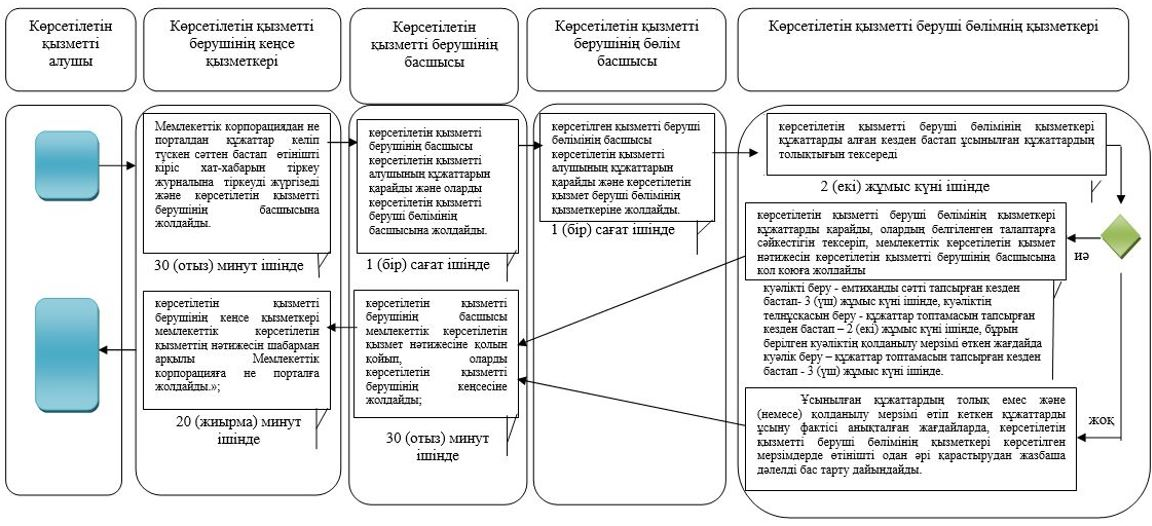 Көрсетілетін
қызметті
алушы
Көрсетілетін қызметті
берушінің кеңсе
қызметкері
Көрсетілетін
қызметті берушінің
басшысы
Көрсетілетін қызметті
берушінің бөлім
басшысы
Көрсетілетін қызметті беруші бөлімнің қызметкері
Мемлекеттік корпорациядан не
порталдан құжаттар келіп
түскен сәттен бастап өтінішті
кіріс хат-хабарын тіркеу
журналына тіркеуді жүргізеді
және көрсетілетін қызметті
берушінің басшысына
жолдайды.
30 (отыз) минут ішінде
көрсетілетін қызметті
берушінің басшысы
көрсетілетін қызметті
алушының құжаттарын
қарайды және оларды
көрсетілетін қызметті
беруші бөлімінің
басшысына жолдайды.
1 (бір) сағат ішінде
көрсетілген қызметті беруші
бөлімінің басшысы
көрсетілетін қызметті
алушының құжаттарын
қарайды және көрсетілетін
қызмет беруші бөлімінің
қызметкеріне жолдайды.
1 (бір) сағат ішінде
көрсетілетін қызметті беруші бөлімінің қызметкері
құжаттарды алған кезден бастап ұсынылған құжаттардың
толықтығын тексереді
2 (екі) жұмыс күні ішінде
көрсетілетін қызметті беруші бөлімінің қызметкері
құжаттарды қарайды, олардың белгіленген талаптарға
сәйкестігін тексеріп, мемлекеттік көрсетілетін қызмет
нәтижесін көрсетілетін қызметті берушінің басшысына
қол қоюға жолдайды
иә
куәлікті беру - емтиханды сәтті тапсырған кезден
бастап- 3 (үш) жұмыс күні ішінде, куәліктің
телнұсқасын беру - құжаттар топтамасын тапсырған
кезден бастап – 2 (екі) жұмыс күні ішінде, бұрын
берілген куәліктің қолданылу мерзімі өткен жағдайда
куәлік беру – құжаттар топтамасын тапсырған кезден
бастап - 3 (үш) жұмыс күні ішінде.
көрсетілетін қызметті
берушінің кеңсе қызметкері
мемлекеттік көрсетілетін
қызметтің нәтижесін шабарман
арқылы Мемлекеттік
корпорацияға не порталға
жолдайды.»;
20 (жиырма) минут
ішінде
көрсетілетін қызметті
берушінің басшысы
мемлекеттік көрсетілетін
қызмет нәтижесіне қолын
қойып, оларды
көрсетілетін қызметті
берушінің кеңсесіне
жолдайды;
30 (отыз) минут
ішінде
Ұсынылған құжаттардың толық емес және
(немесе) қолданылу мерзімі өтіп кеткен құжаттарды
ұсыну фактісі анықталған жағдайларда, көрсетілетін
қызметті беруші бөлімінің қызметкері көрсетілген
мерзімдерде өтінішті одан әрі қарастырудан жазбаша
дәлелді бас тарту дайындайды.
жоқ